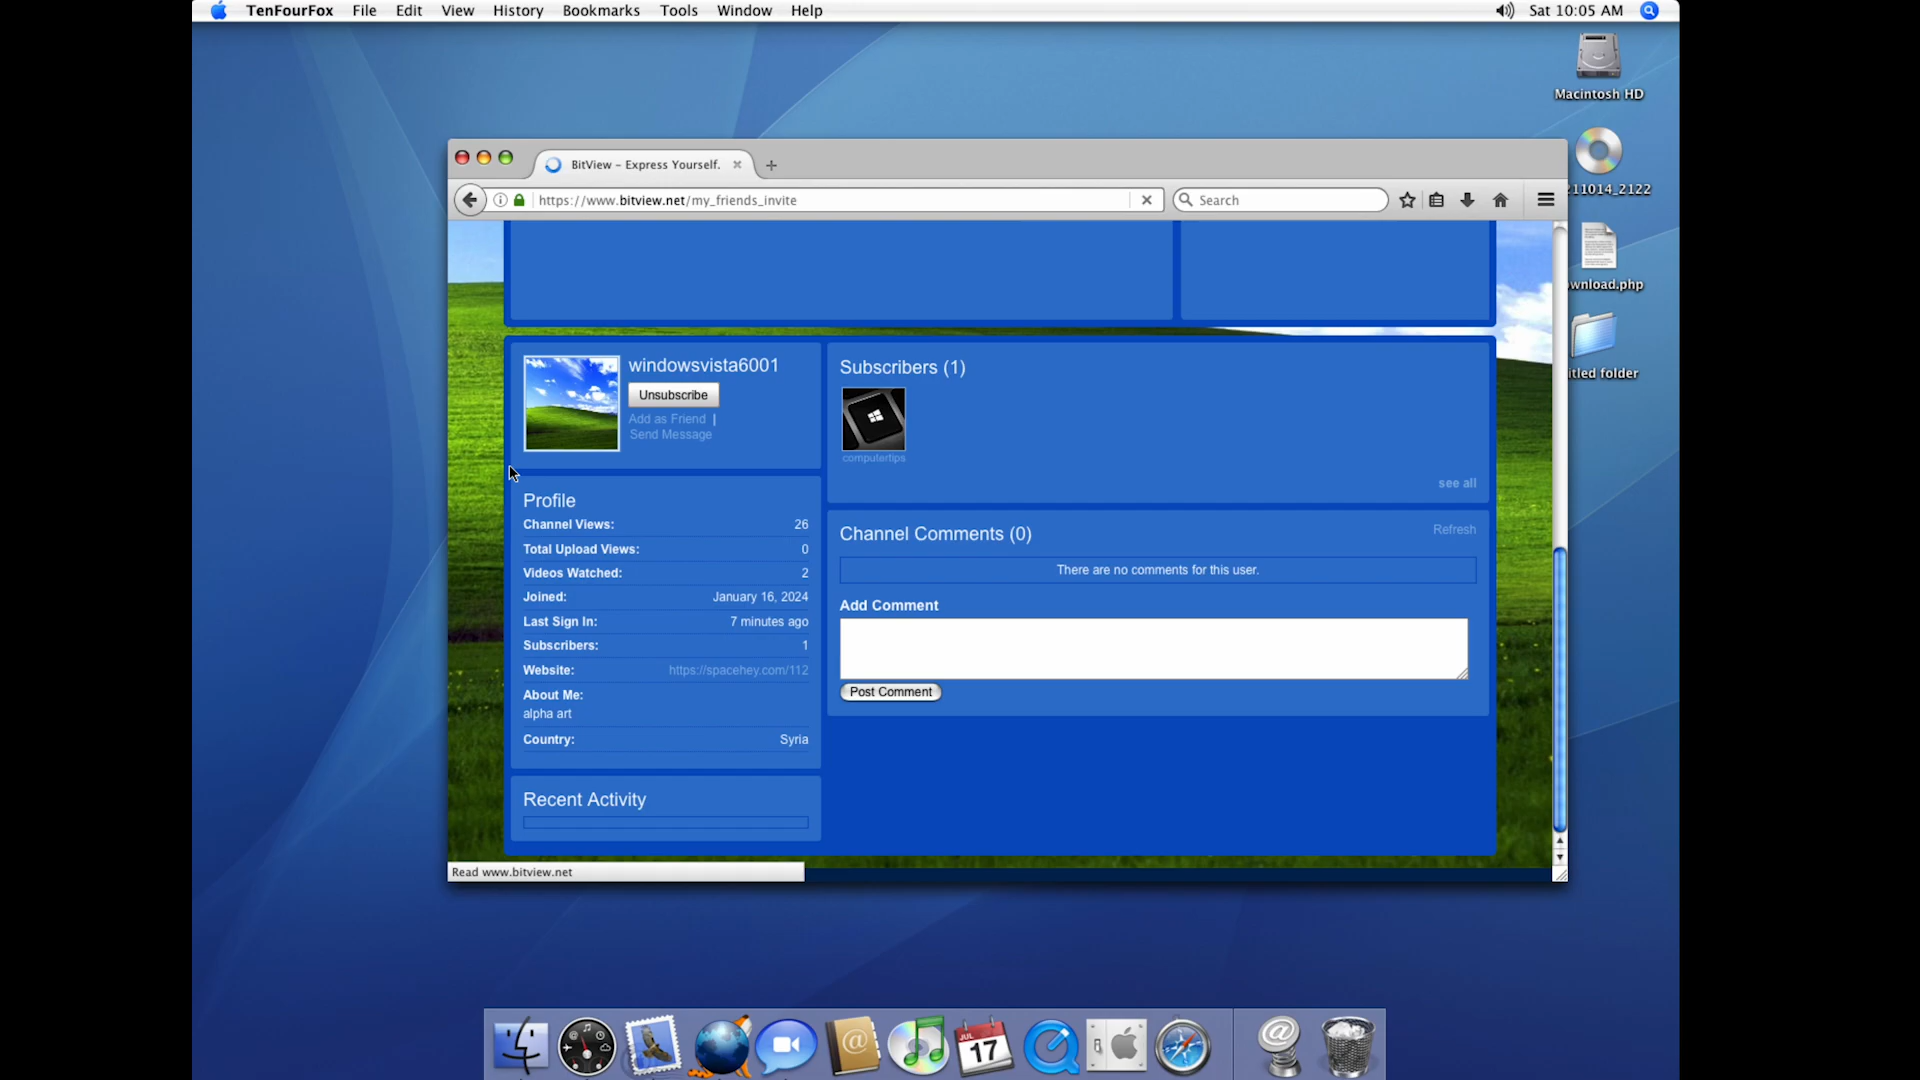 TenFourFox File Edit View History Bookmarks Tools Window Help
Sat 10:05 AM
Macintosh HD
BitView – Express Yourself.
211014_2122
https://www.bitview.net/my_friends_invite
Search
wnload.php
windowsvista6001
Unsubscribe
Add as Friend |
Send Message
Subscribers (1)
computertips
see all
itled folder
Profile
Channel Views: 26
Total Upload Views: 0
Videos Watched: 2
Joined: January 16, 2024
Last Sign In: 7 minutes ago
Subscribers: 1
Website: https://spacehey.com/112
About Me:
alpha art
Country: Syria
Channel Comments (0)
Refresh
There are no comments for this user.
Add Comment
Post Comment
Recent Activity
Read www.bitview.net
JUL
17